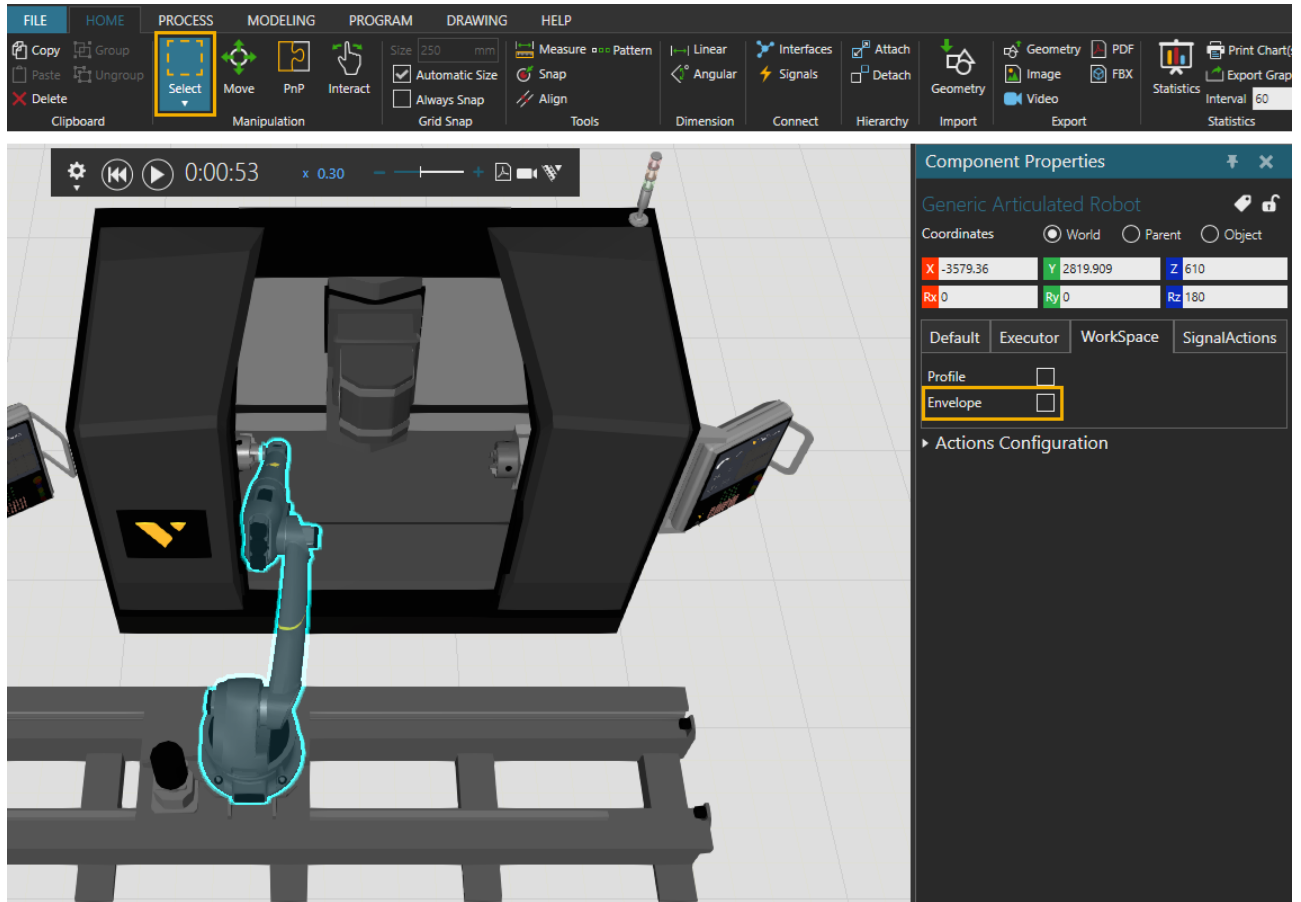 FILE HOME PROCESS MODELING PROGRAM DRAWING HELP
Copy Group Size 250 mm Measure Pattern Linear Interfaces Attach Geometry PDF Print Chart(s
Paste Ungroup Select Move PnP Interact Automatic Size Snap Angular Signals Detach Geometry Image FBX Statistics Export Grap
Delete Always Snap Align Video Interval 60
Clipboard Manipulation Grid Snap Tools Dimension Connect Hierarchy Import Export Statistics
0:00:53 x 0.30
Component Properties
Generic Articulated Robot
Coordinates World Parent Object
X -3579.36 Y 2819.909 Z 610
Rx 0 Ry 0 Rz 180
Default Executor WorkSpace SignalActions
Profile
Envelope
Actions Configuration